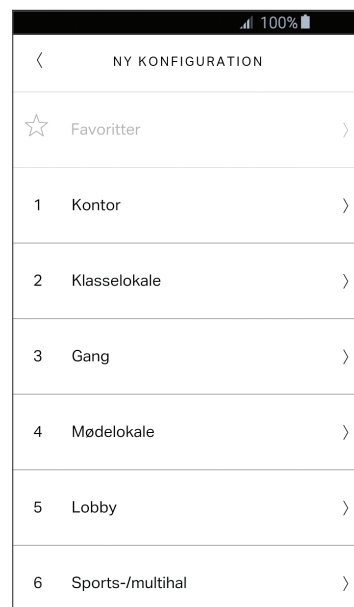 100%
NY KONFIGURATION
Favoritter
1 Kontor
2 Klasselokale
3 Gang
4 Mødelokale
5 Lobby
6 Sports-/multihal